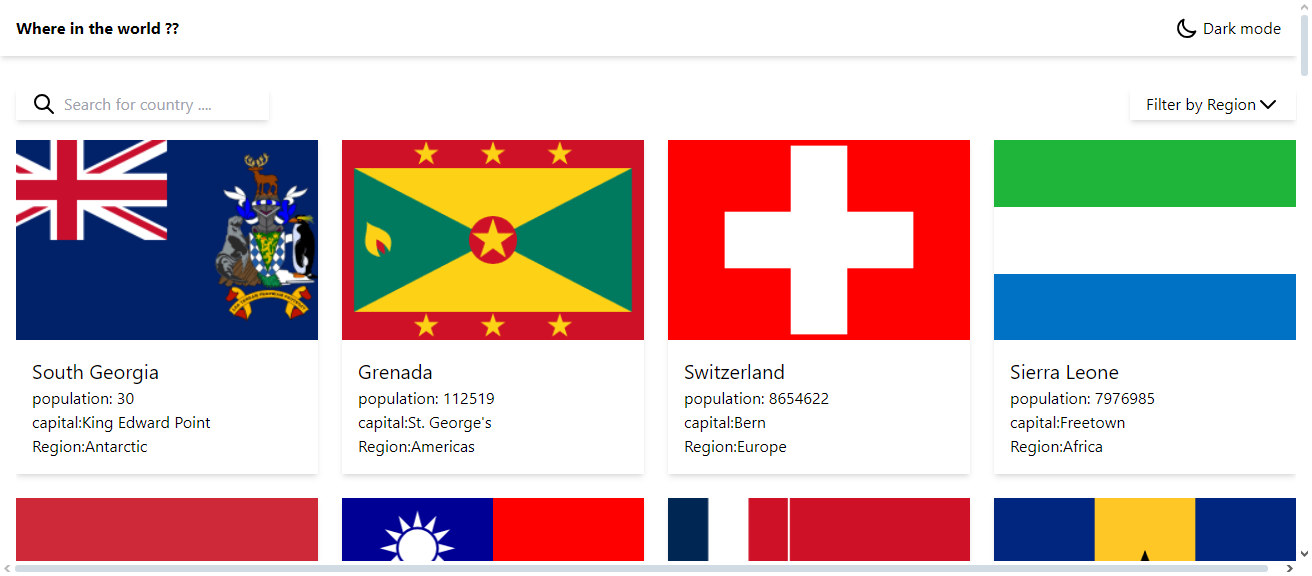 Where in the world ??
Dark mode
Search for country ....
Filter by Region
South Georgia
population: 30
capital:King Edward Point
Region:Antarctic
Grenada
population: 112519
capital:St. George's
Region:Americas
Switzerland
population: 8654622
capital:Bern
Region:Europe
Sierra Leone
population: 7976985
capital:Freetown
Region:Africa